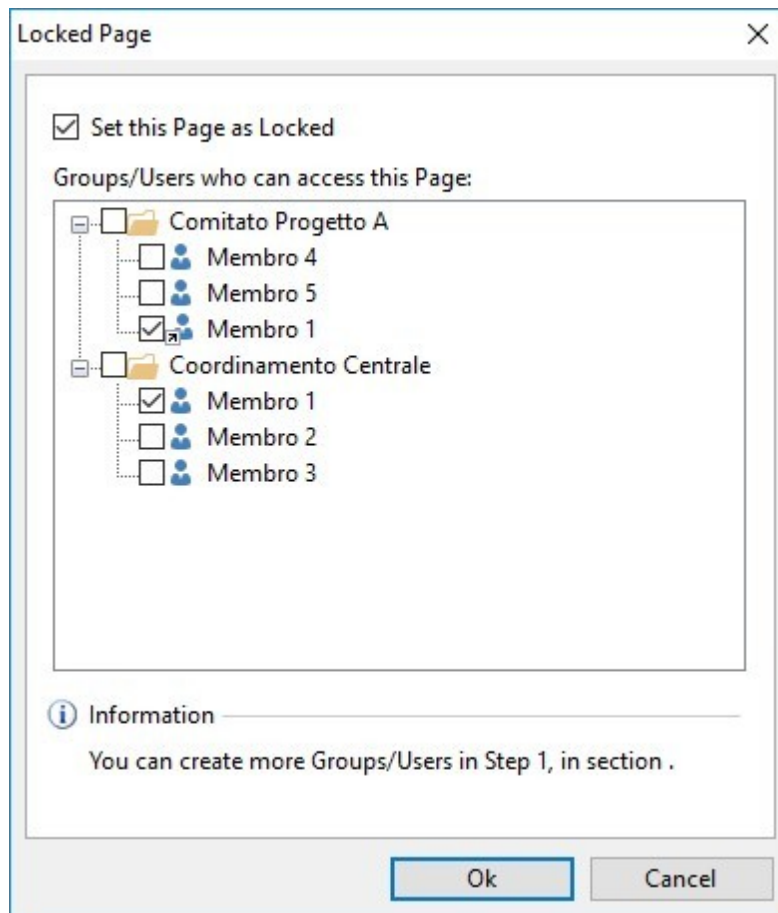 Locked Page
Set this Page as Locked
Groups/Users who can access this Page:
Comitato Progetto A
Membro 4
Membro 5
Membro 1
Coordinamento Centrale
Membro 1
Membro 2
Membro 3
Information
You can create more Groups/Users in Step 1, in section .
Ok Cancel